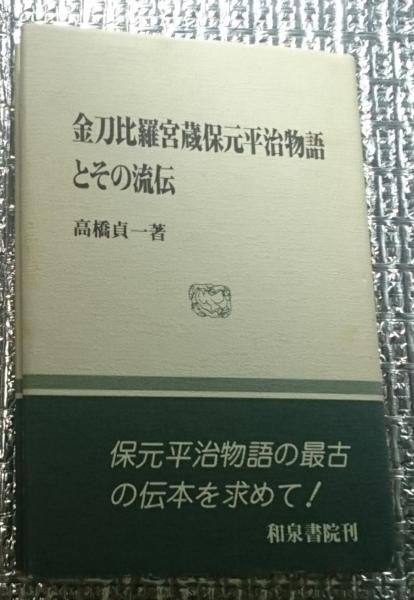 金刀比羅宮蔵保元平治物語
とその流伝
高橋貞一著
保元平治物語の最古
の伝本を求めて!
和泉書院刊